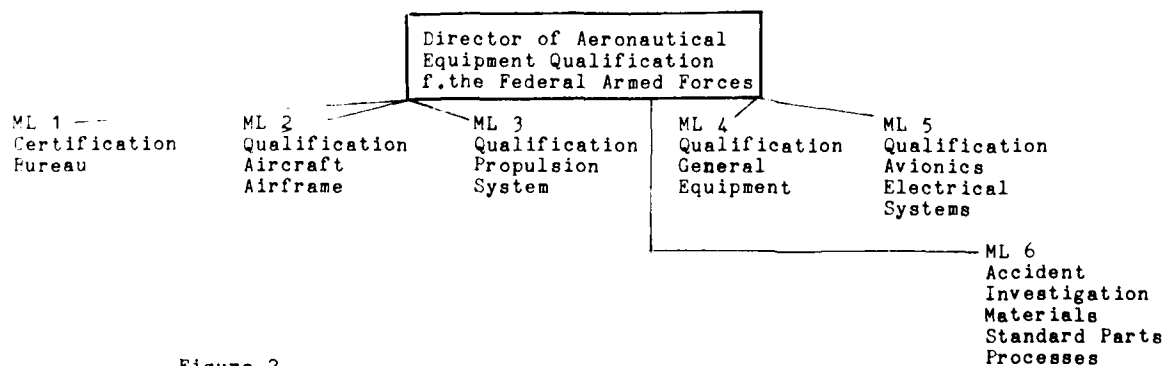 Director of Aeronautical
Equipment Qualification
f.the Federal Armed Forces
ML 1
Certification
Bureau
ML 2
Qualification
Aircraft
Airframe
ML 3
Qualification
Propulsion
System
ML 4
Qualification
General
Equipment
ML 5
Qualification
Avionics
Electrical
Systems
ML 6
Accident
Investigation
Materials
Standard Parts
Processes
Figure 2